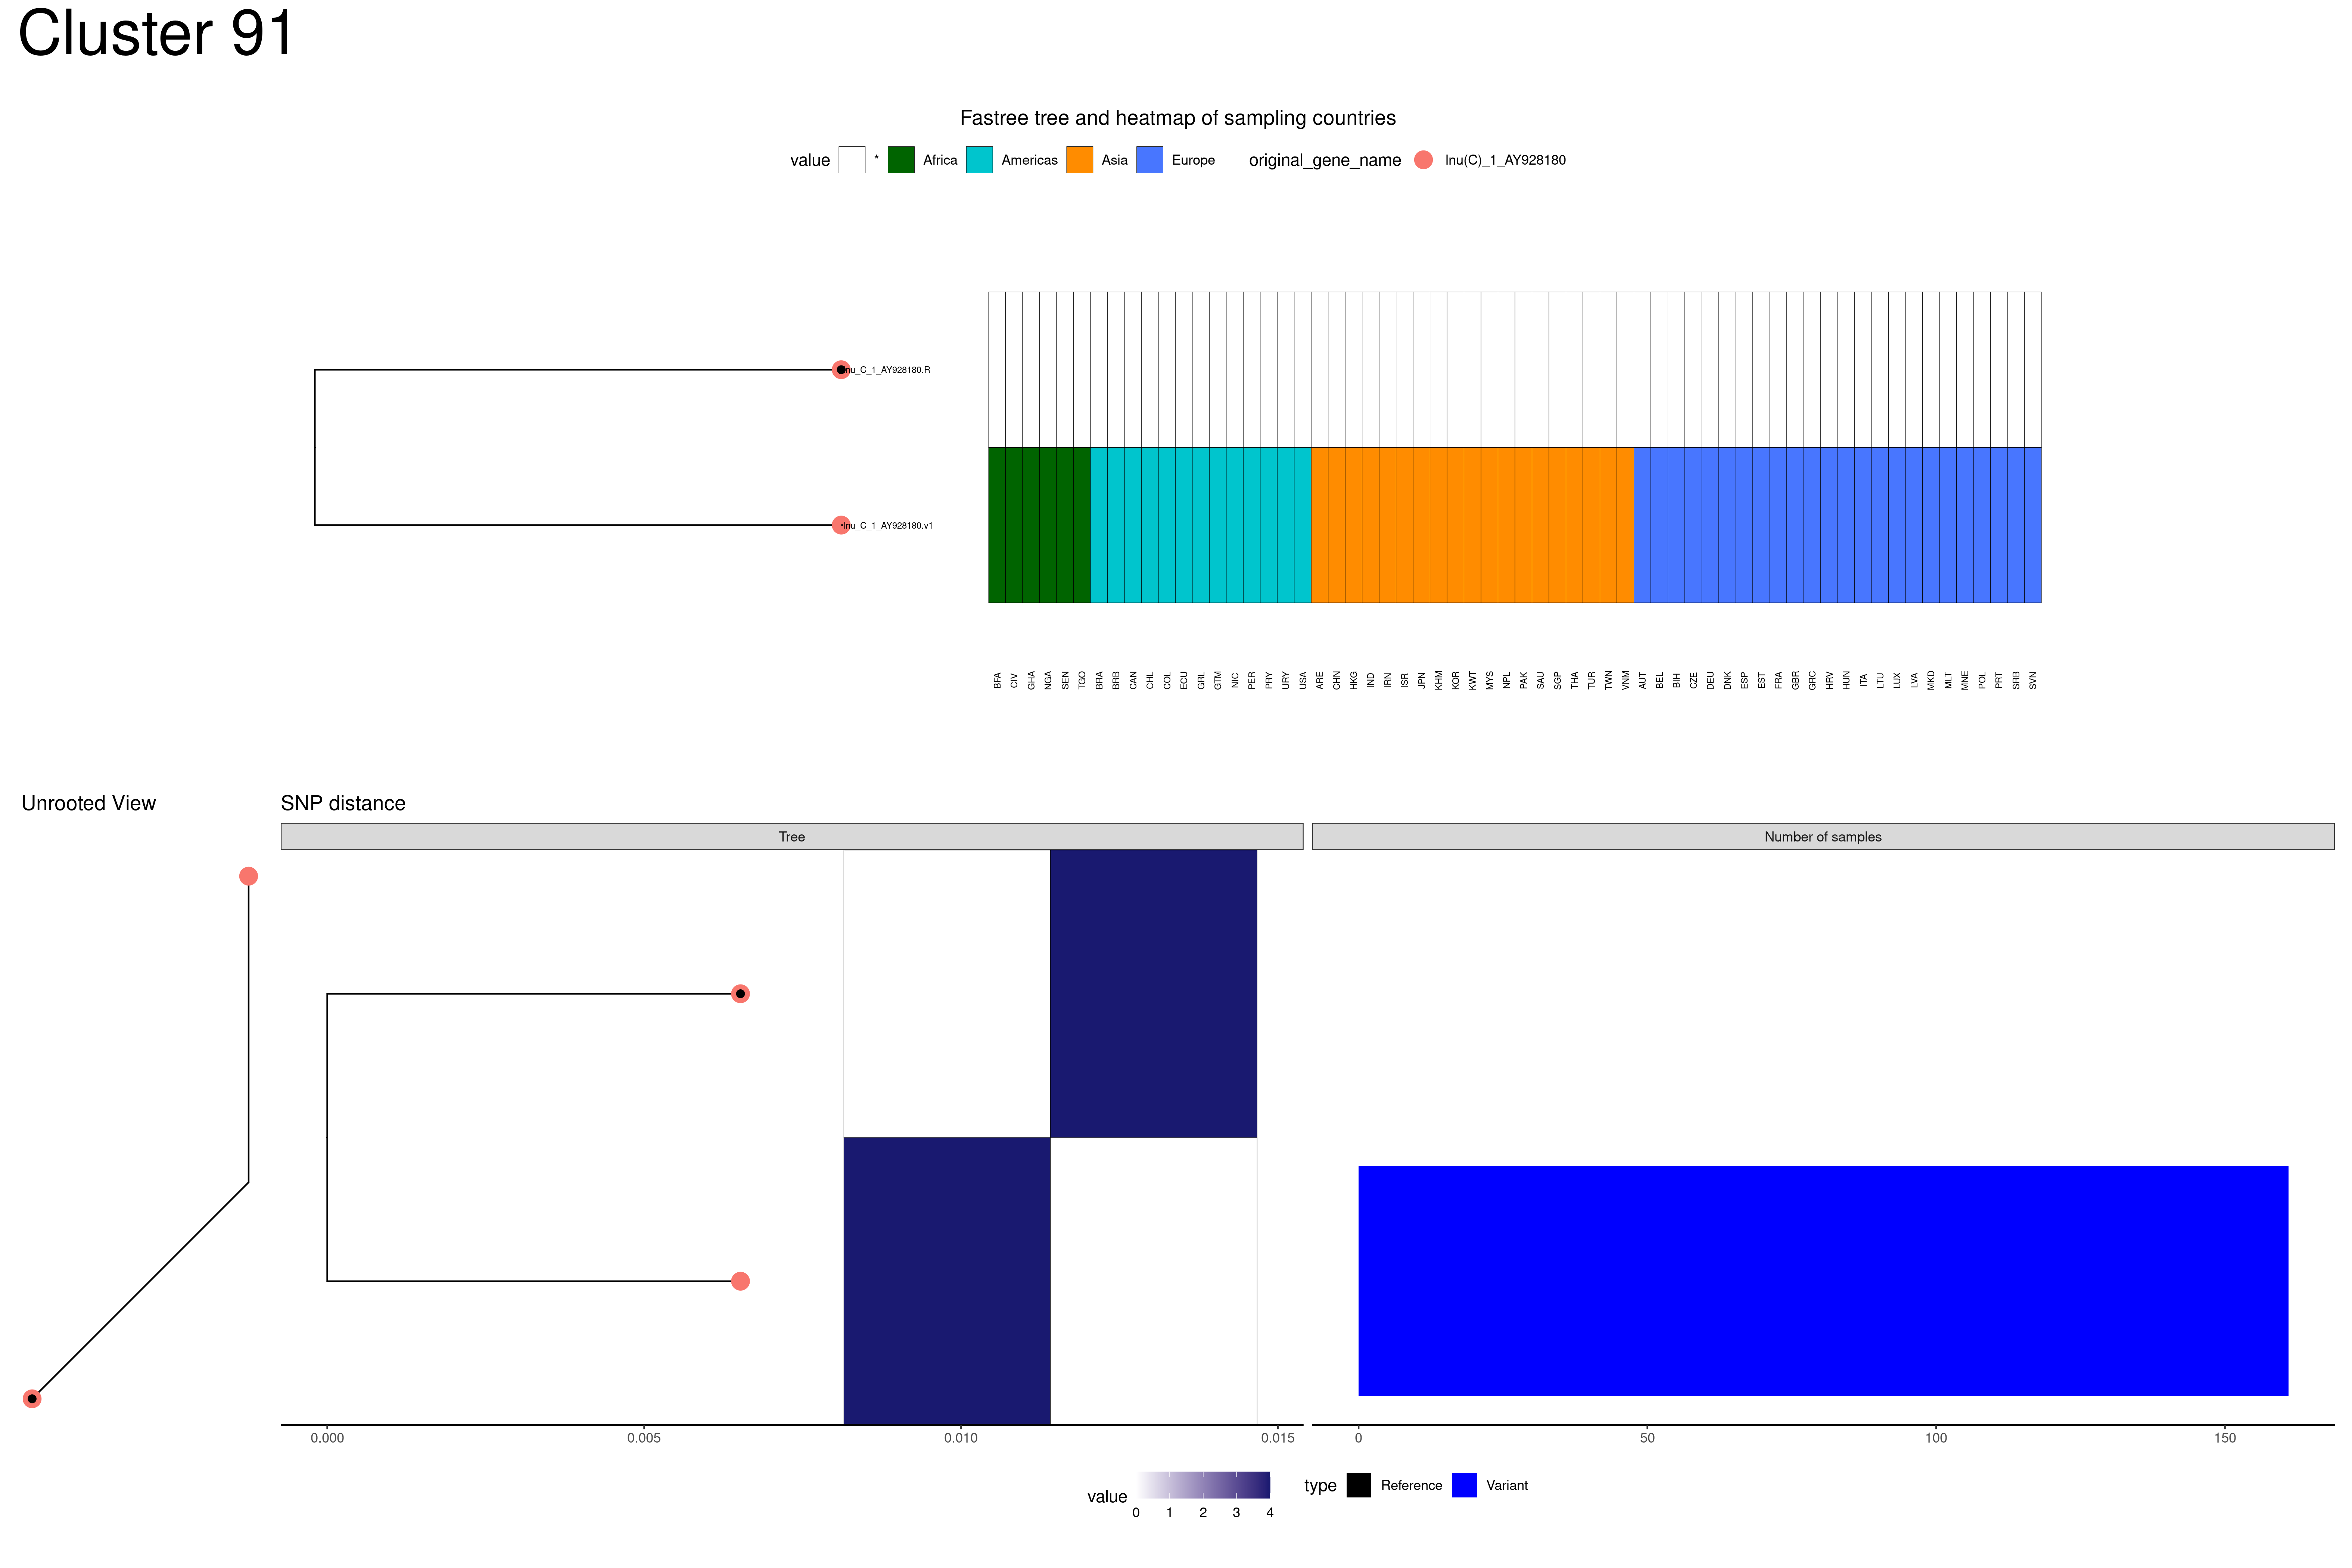 Cluster 91
Fastree tree and heatmap of sampling countries
value * Africa Americas Asia Europe original_gene_name lnu(C)_1_AY928180
lnu_C_1_AY928180.R
lnu_C_1_AY928180.v1
BFA CIV GHA NGA SEN TGO BRA BRB CAN CHL COL ECU GRL GTM NIC PER PRY URY USA ARE CHN HKG IND IRN ISR JPN KHM KOR KWT MYS NPL PAK SAU SGP THA TUR TWN VNM AUT BEL BIH CZE DEU DNK ESP EST FRA GBR GRC HRV HUN ITA LTU LUX LVA MKD MLT MNE POL PRT SRB SVN
Unrooted View SNP distance
Tree Number of samples
0.000 0.005 0.010 0.015 0 50 100 150
value 0 1 2 3 4 type Reference Variant